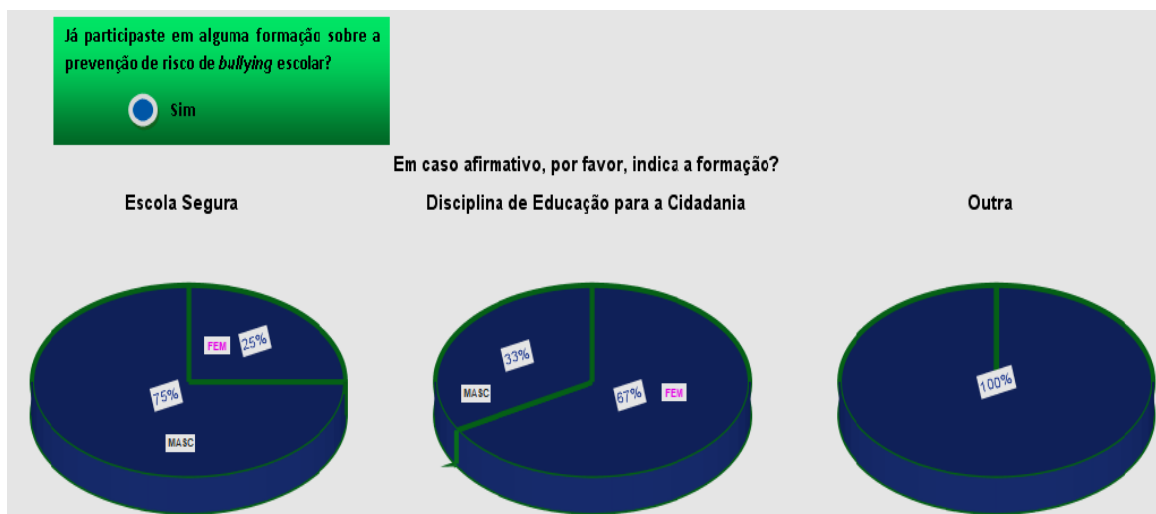 Já participaste em alguma formação sobre a
prevenção de risco de bullying escolar?
Sim
Em caso afirmativo, por favor, indica a formação?
Escola Segura
Disciplina de Educação para a Cidadania
Outra
FEM 25%
75%
MASC
33%
MASC
67% FEM
100%